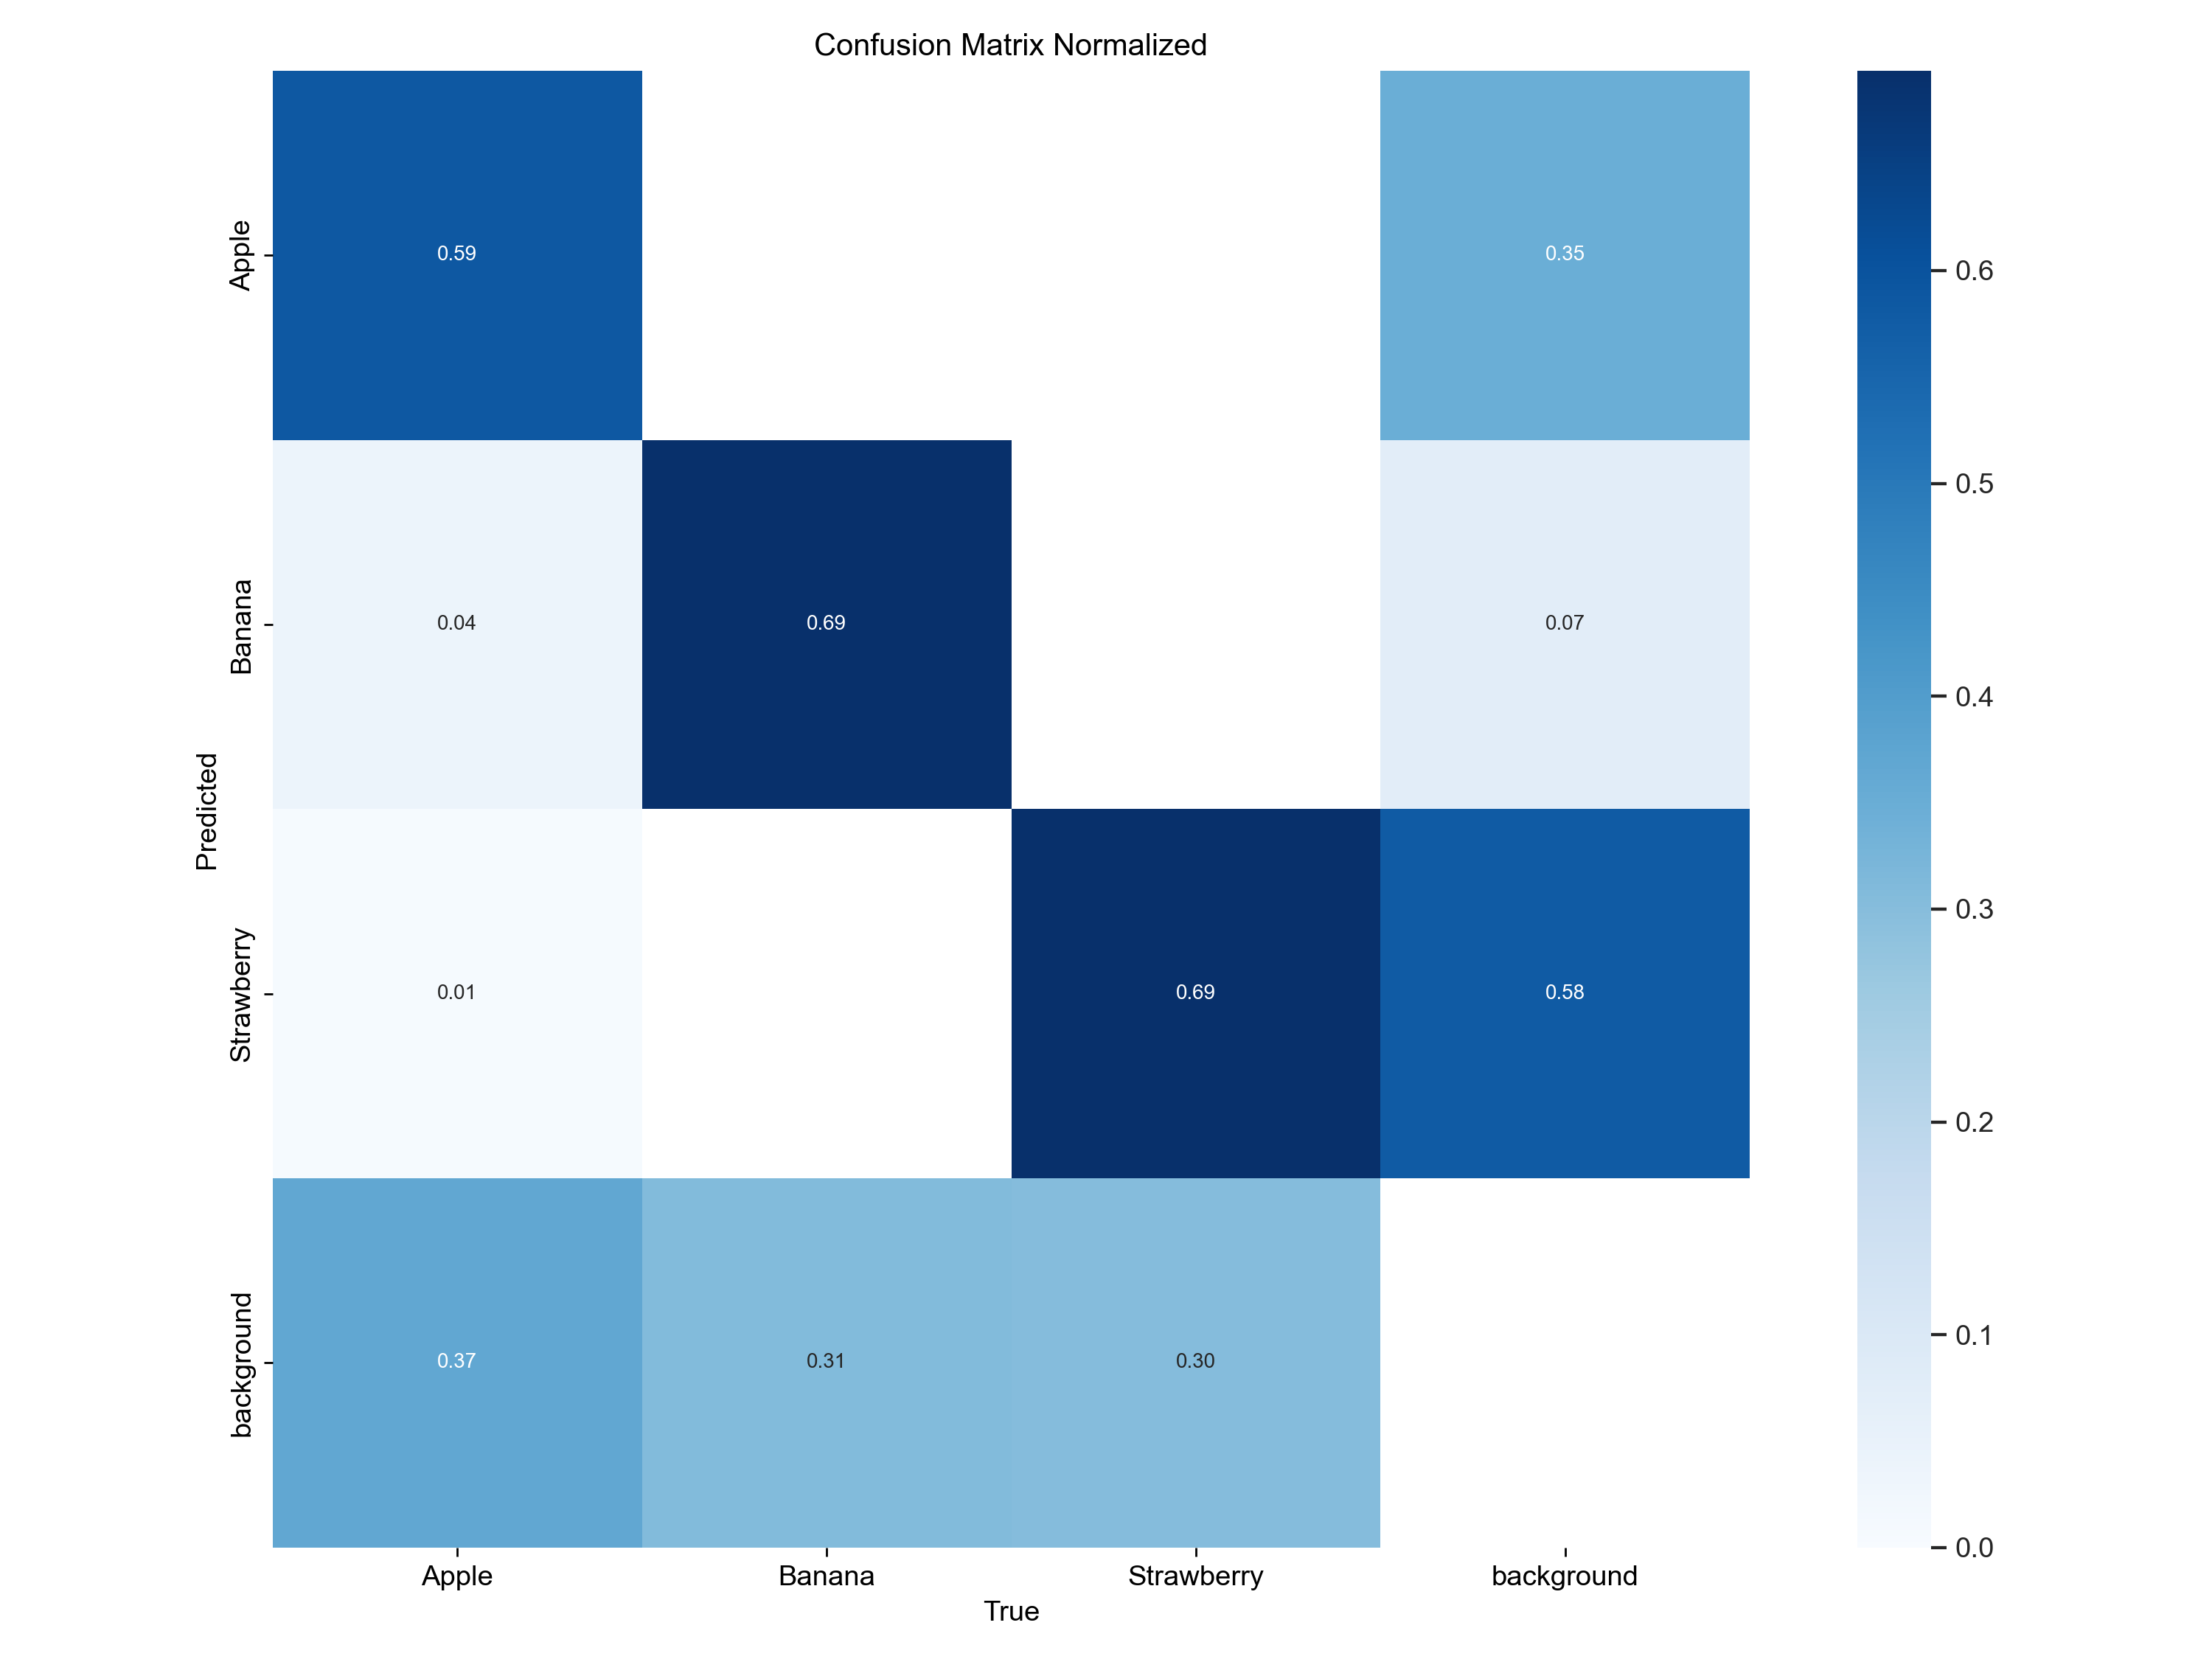 Confusion Matrix Normalized
Apple
0.59
0.35
Banana
0.04
0.69
0.07
Strawberry
0.01
0.69
0.58
background
0.37
0.31
0.30
Predicted
Apple
Banana
Strawberry
background
True
0.6
0.5
0.4
0.3
0.2
0.1
0.0